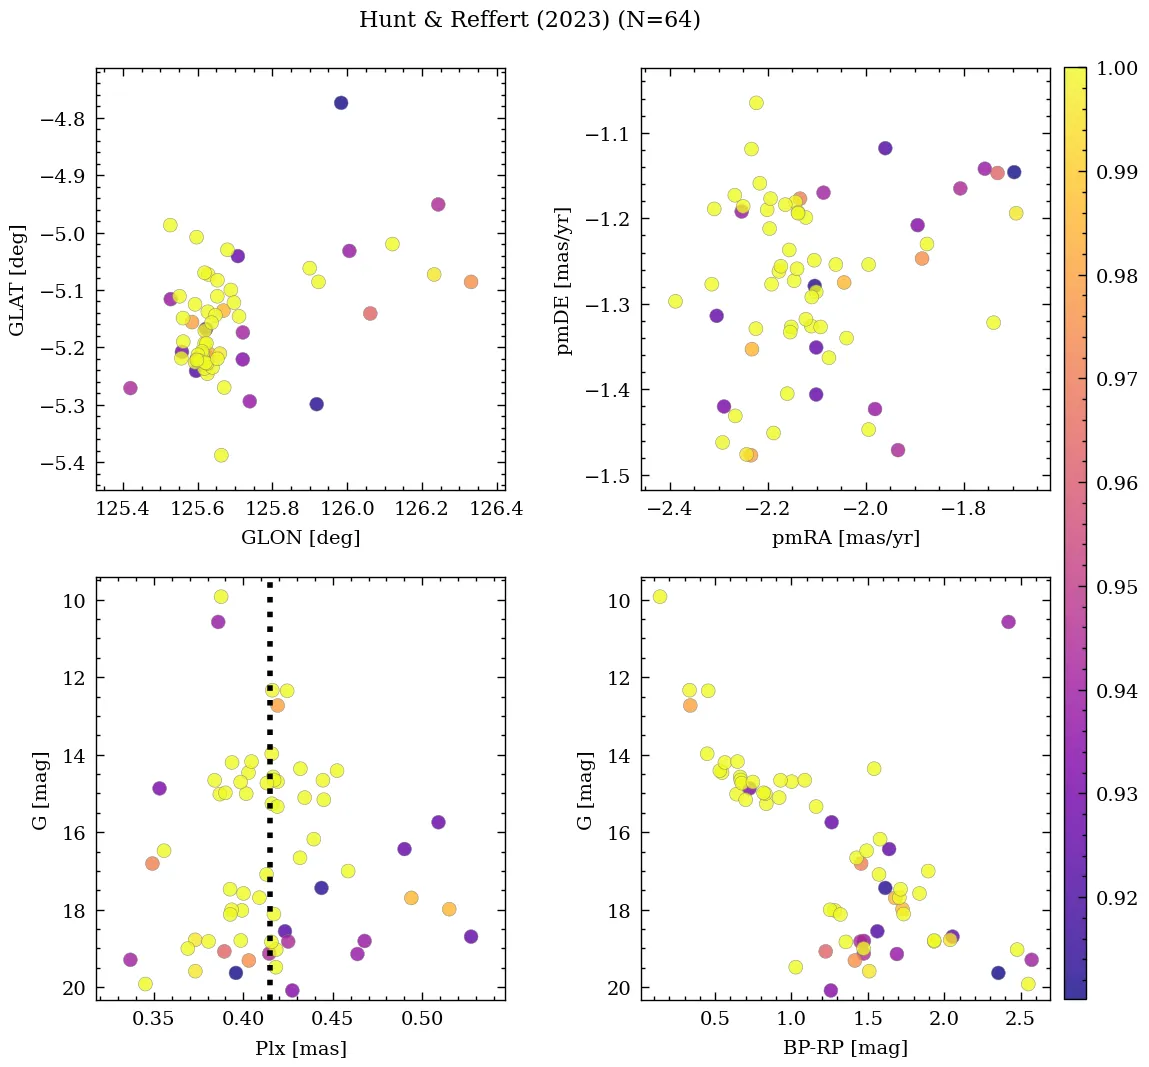 Hunt & Reffert (2023) (N=64)
−4.8
−4.9
−5.0
−5.1
−5.2
−5.3
−5.4
GLAT [deg]
125.4 125.6 125.8 126.0 126.2 126.4
GLON [deg]
−1.1
−1.2
−1.3
−1.4
−1.5
pmDE [mas/yr]
−2.4 −2.2 −2.0 −1.8
pmRA [mas/yr]
10
12
14
16
18
20
G [mag]
0.35 0.40 0.45 0.50
Plx [mas]
10
12
14
16
18
20
G [mag]
0.5 1.0 1.5 2.0 2.5
BP-RP [mag]
1.00
0.99
0.98
0.97
0.96
0.95
0.94
0.93
0.92